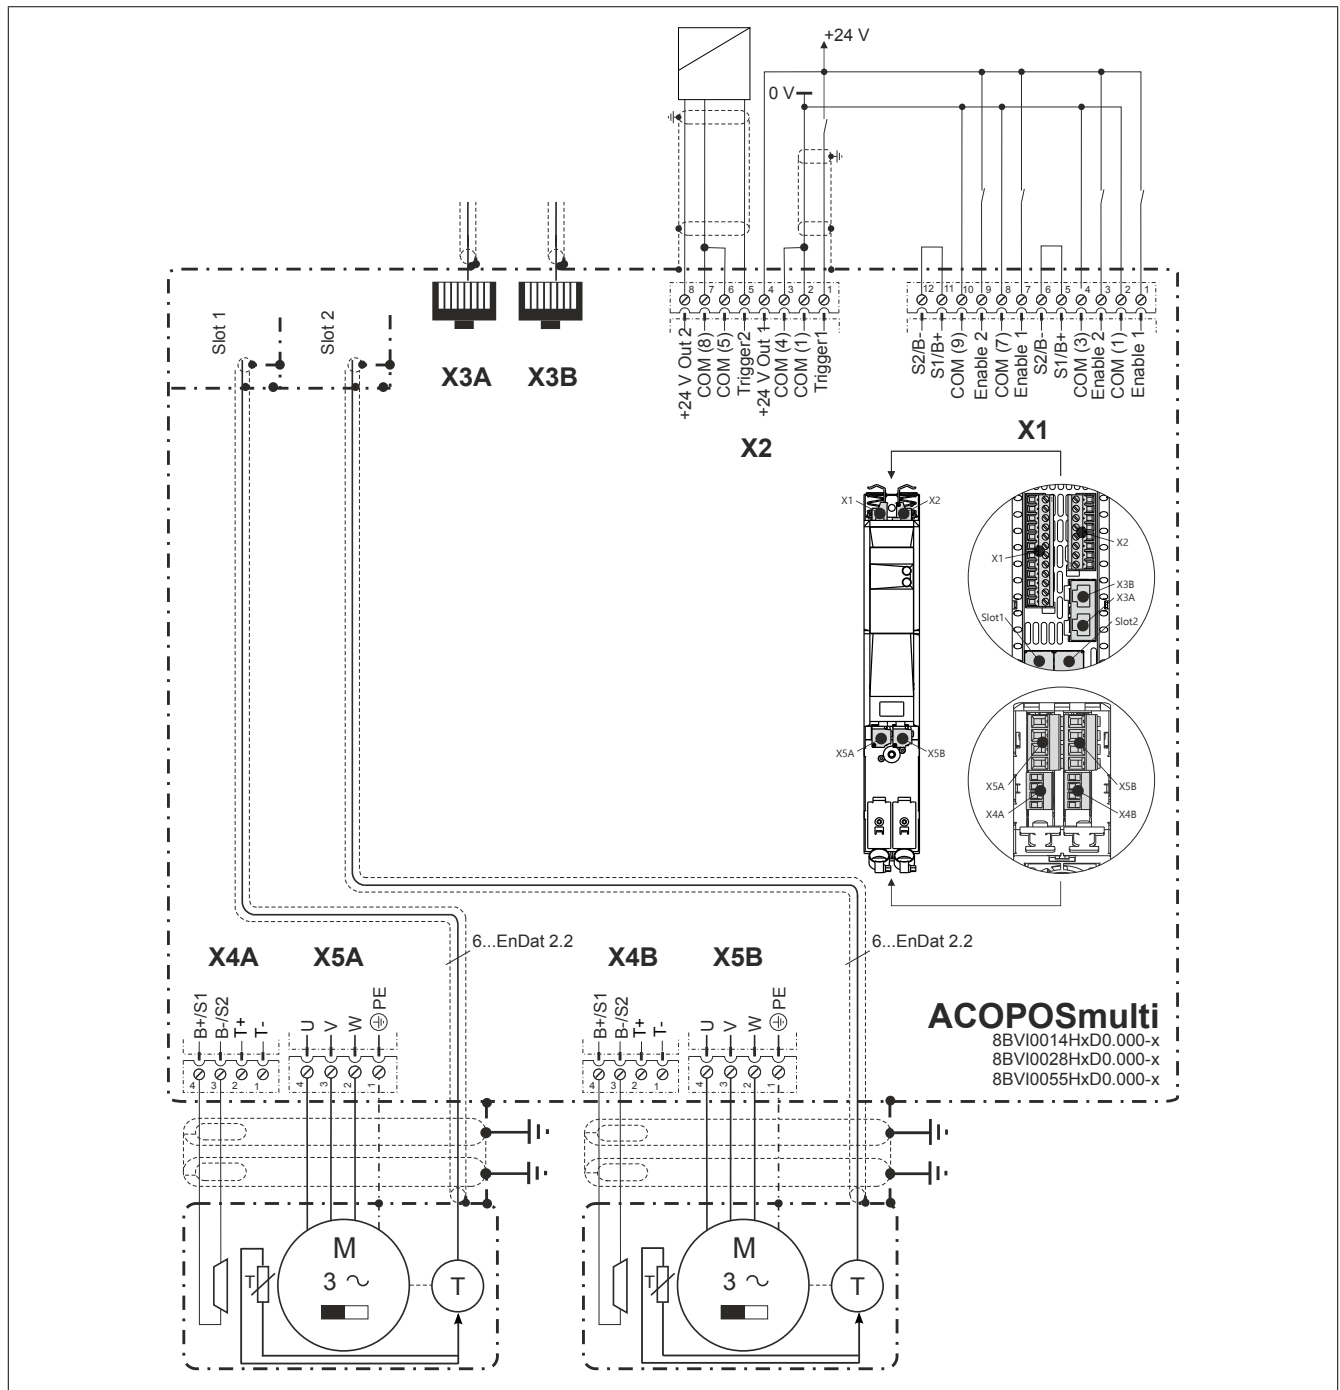 +24 V
0 V
Slot 1
Slot 2
X3A
X3B
8 7 6 5 4 3 2 1
+24 V Out 2
COM (8)
COM (5)
Trigger2
+24 V Out 1
COM (4)
COM (1)
Trigger1
X2
12 11 10 9 8 7 6 5 4 3 2 1
S2/B-
S1/B+
COM (9)
Enable 2
COM (7)
Enable 1
S2/B-
S1/B+
COM (3)
Enable 2
COM (1)
Enable 1
X1
X1
X2
X5A
X5B
X1
X2
X3B
X3A
Slot1
Slot2
X5A
X5B
X4A
X4B
6...EnDat 2.2
6...EnDat 2.2
X4A
X5A
B+/S1
B-/S2
T+
T-
U
V
W
PE
4 3 2 1
4 3 2 1
X4B
X5B
B+/S1
B-/S2
T+
T-
U
V
W
PE
4 3 2 1
4 3 2 1
ACOPOSmulti
8BVI0014HxD0.000-x
8BVI0028HxD0.000-x
8BVI0055HxD0.000-x
M
3 ~
T
T
M
3 ~
T
T